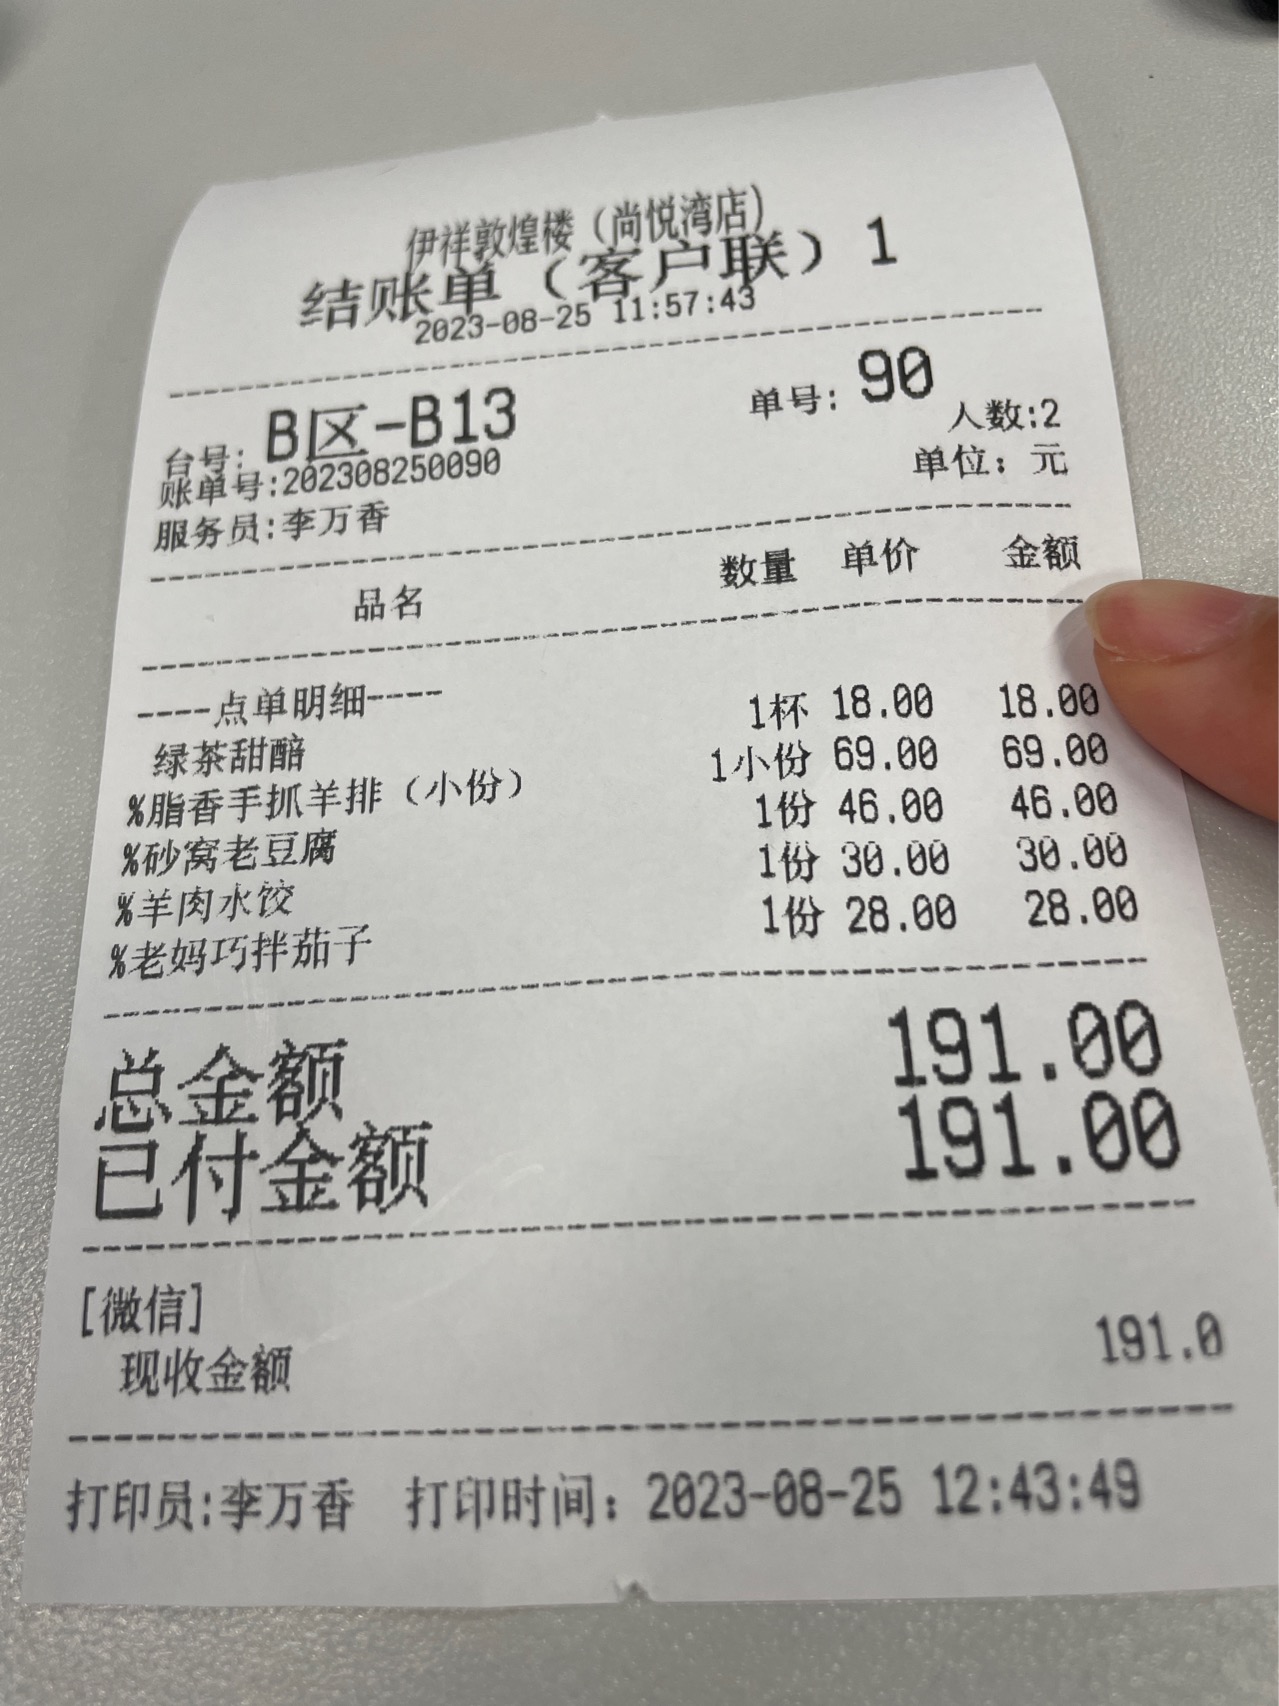 伊祥敦煌楼（尚悦湾店）
结账单（客户联）1
2023-08-25 11:57:43
台号: B区-B13 单号: 90
人数:2
账单号:202308250090 单位: 元
服务员:李万香
品名 数量 单价 金额
----点单明细----
绿茶甜醅 1杯 18.00 18.00
%脂香手抓羊排（小份） 1小份 69.00 69.00
%砂窝老豆腐 1份 46.00 46.00
%羊肉水饺 1份 30.00 30.00
%老妈巧拌茄子 1份 28.00 28.00
总金额 191.00
已付金额 191.00
[微信]
现收金额 191.0
打印员:李万香 打印时间: 2023-08-25 12:43:49